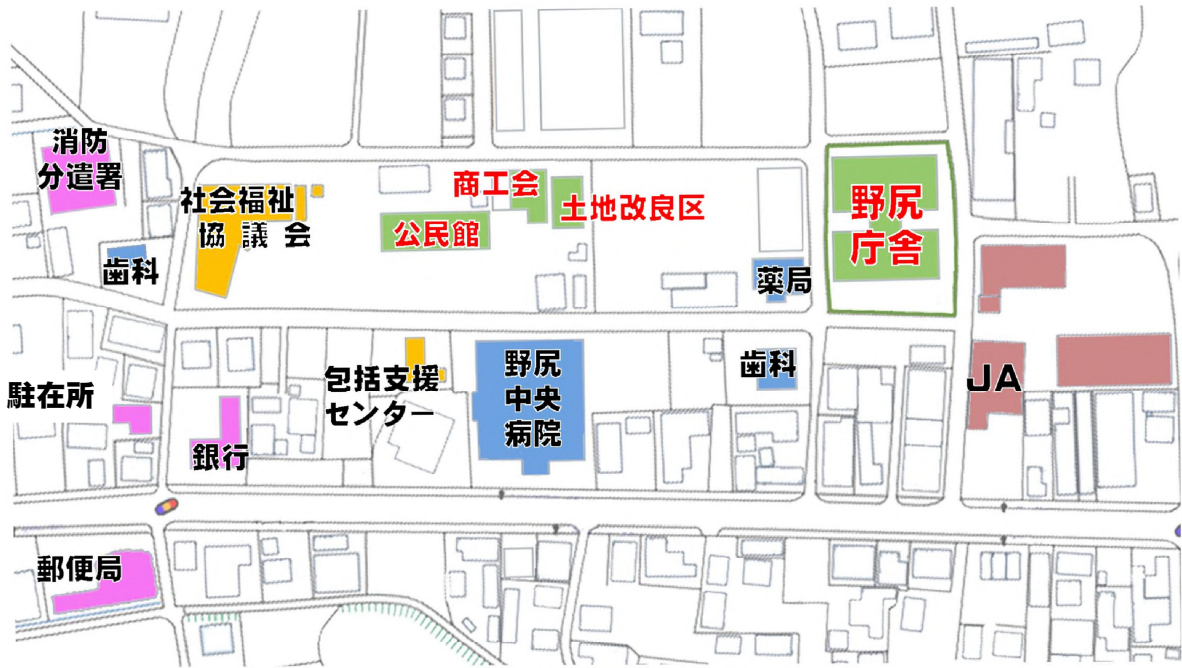 消防
分遣署
社会福祉
協議会
歯科
商工会
土地改良区
公民館
野尻
庁舎
薬局
駐在所
銀行
包括支援
センター
野尻
中央
病院
歯科
JA
郵便局